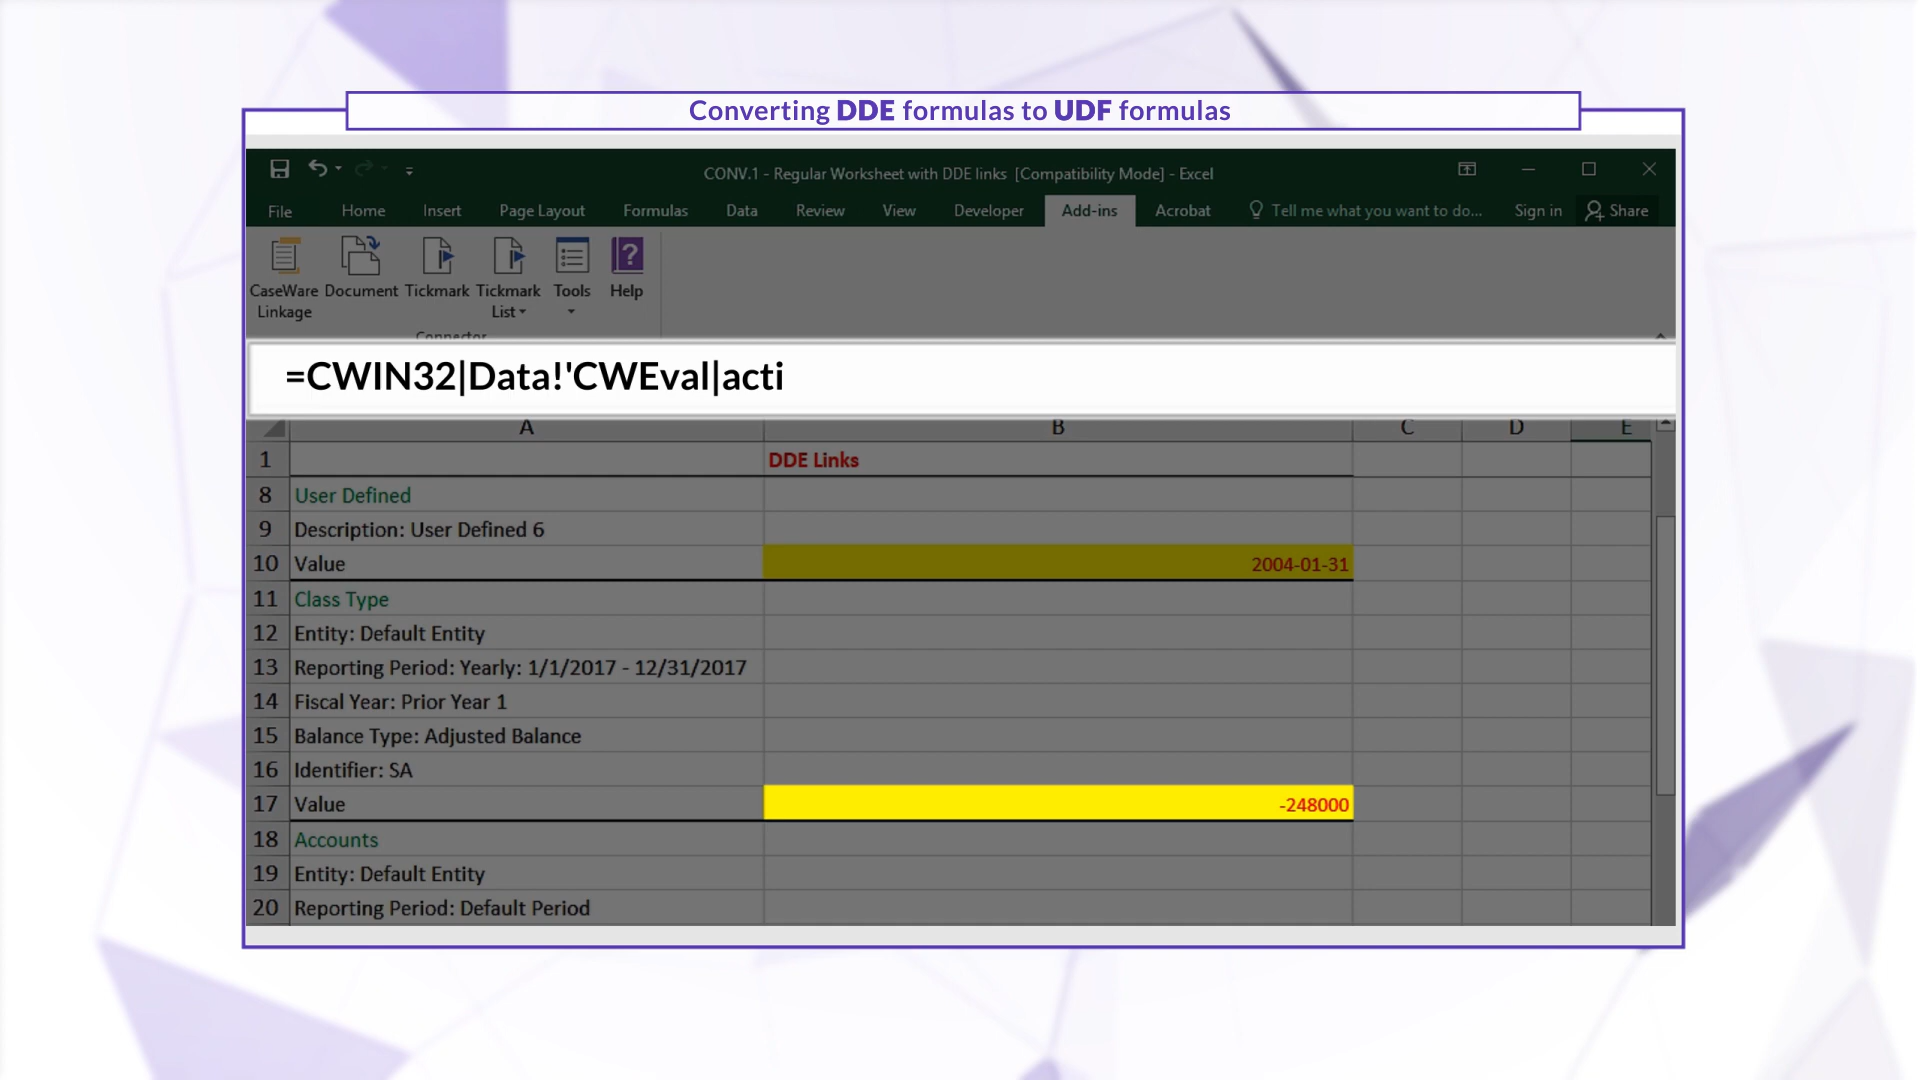 Converting DDE formulas to UDF formulas
CONV.1 - Regular Worksheet with DDE links [Compatibility Mode] - Excel
File Home Insert Page Layout Formulas Data Review View Developer Add-ins Acrobat Tell me what you want to do... Sign in Share
CaseWare Linkage
Document
Tickmark
Tickmark List
Tools
Help
Connector
=CWIN32|Data!'CWEval|acti
A B C D E
1 DDE Links
8 User Defined
9 Description: User Defined 6
10 Value 2004-01-31
11 Class Type
12 Entity: Default Entity
13 Reporting Period: Yearly: 1/1/2017 - 12/31/2017
14 Fiscal Year: Prior Year 1
15 Balance Type: Adjusted Balance
16 Identifier: SA
17 Value -248000
18 Accounts
19 Entity: Default Entity
20 Reporting Period: Default Period